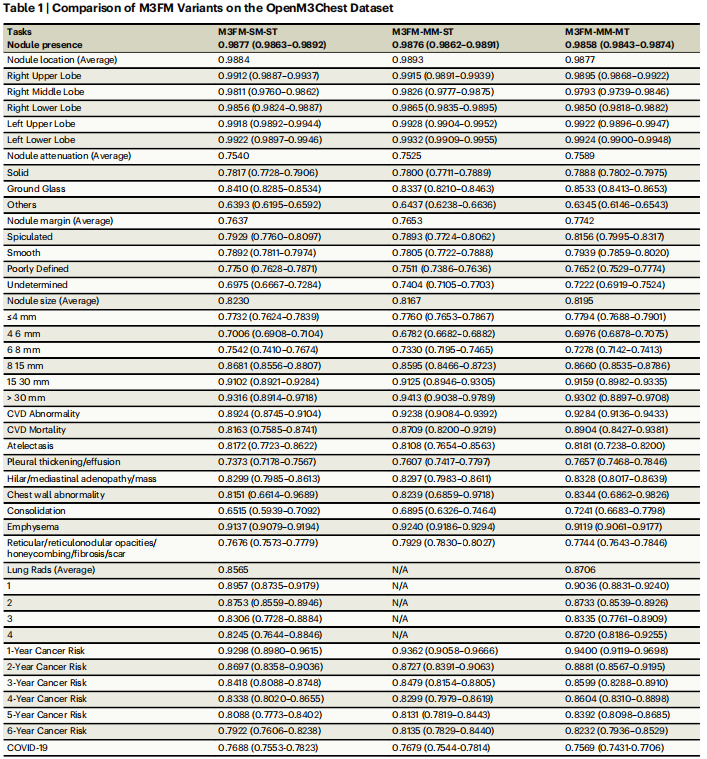 Table 1 | Comparison of M3FM Variants on the OpenM3Chest Dataset
Tasks M3FM-SM-ST M3FM-MM-ST M3FM-MM-MT
Nodule presence 0.9877 (0.9863–0.9892) 0.9876 (0.9862–0.9891) 0.9858 (0.9843–0.9874)
Nodule location (Average) 0.9884 0.9893 0.9877
Right Upper Lobe 0.9912 (0.9887–0.9937) 0.9915 (0.9891–0.9939) 0.9895 (0.9868–0.9922)
Right Middle Lobe 0.9811 (0.9760–0.9862) 0.9826 (0.9777–0.9875) 0.9793 (0.9739–0.9846)
Right Lower Lobe 0.9856 (0.9824–0.9887) 0.9865 (0.9835–0.9895) 0.9850 (0.9818–0.9882)
Left Upper Lobe 0.9918 (0.9892–0.9944) 0.9928 (0.9904–0.9952) 0.9922 (0.9896–0.9947)
Left Lower Lobe 0.9922 (0.9897–0.9946) 0.9932 (0.9909–0.9955) 0.9924 (0.9900–0.9948)
Nodule attenuation (Average) 0.7540 0.7525 0.7589
Solid 0.7817 (0.7728–0.7906) 0.7800 (0.7711–0.7889) 0.7888 (0.7802–0.7975)
Ground Glass 0.8410 (0.8285–0.8534) 0.8337 (0.8210–0.8463) 0.8533 (0.8413–0.8653)
Others 0.6393 (0.6195–0.6592) 0.6437 (0.6238–0.6636) 0.6345 (0.6146–0.6543)
Nodule margin (Average) 0.7637 0.7653 0.7742
Spiculated 0.7929 (0.7760–0.8097) 0.7893 (0.7724–0.8062) 0.8156 (0.7995–0.8317)
Smooth 0.7892 (0.7811–0.7974) 0.7805 (0.7722–0.7888) 0.7939 (0.7859–0.8020)
Poorly Defined 0.7750 (0.7628–0.7871) 0.7511 (0.7386–0.7636) 0.7652 (0.7529–0.7774)
Undetermined 0.6975 (0.6667–0.7284) 0.7404 (0.7105–0.7703) 0.7222 (0.6919–0.7524)
Nodule size (Average) 0.8230 0.8167 0.8195
≤4 mm 0.7732 (0.7624–0.7839) 0.7760 (0.7653–0.7867) 0.7794 (0.7688–0.7901)
4 6 mm 0.7006 (0.6908–0.7104) 0.6782 (0.6682–0.6882) 0.6976 (0.6878–0.7075)
6 8 mm 0.7542 (0.7410–0.7674) 0.7330 (0.7195–0.7465) 0.7278 (0.7142–0.7413)
8 15 mm 0.8681 (0.8556–0.8807) 0.8595 (0.8466–0.8723) 0.8660 (0.8535–0.8786)
15 30 mm 0.9102 (0.8921–0.9284) 0.9125 (0.8946–0.9305) 0.9159 (0.8982–0.9335)
> 30 mm 0.9316 (0.8914–0.9718) 0.9413 (0.9038–0.9789) 0.9302 (0.8897–0.9708)
CVD Abnormality 0.8924 (0.8745–0.9104) 0.9238 (0.9084–0.9392) 0.9284 (0.9136–0.9433)
CVD Mortality 0.8163 (0.7585–0.8741) 0.8709 (0.8200–0.9219) 0.8904 (0.8427–0.9381)
Atelectasis 0.8172 (0.7723–0.8622) 0.8108 (0.7654–0.8563) 0.8181 (0.7238–0.8200)
Pleural thickening/effusion 0.7373 (0.7178–0.7567) 0.7607 (0.7417–0.7797) 0.7657 (0.7468–0.7846)
Hilar/mediastinal adenopathy/mass 0.8299 (0.7985–0.8613) 0.8297 (0.7983–0.8611) 0.8328 (0.8017–0.8639)
Chest wall abnormality 0.8151 (0.6614–0.9689) 0.8239 (0.6859–0.9718) 0.8344 (0.6862–0.9826)
Consolidation 0.6515 (0.5939–0.7092) 0.6895 (0.6326–0.7464) 0.7241 (0.6683–0.7798)
Emphysema 0.9137 (0.9079–0.9194) 0.9240 (0.9186–0.9294) 0.9119 (0.9061–0.9177)
Reticular/reticulonodular opacities/ 0.7676 (0.7573–0.7779) 0.7929 (0.7830–0.8027) 0.7744 (0.7643–0.7846)
honeycombing/fibrosis/scar
Lung Rads (Average) 0.8565 N/A 0.8706
1 0.8957 (0.8735–0.9179) N/A 0.9036 (0.8831–0.9240)
2 0.8753 (0.8559–0.8946) N/A 0.8733 (0.8539–0.8926)
3 0.8306 (0.7728–0.8884) N/A 0.8335 (0.7761–0.8909)
4 0.8245 (0.7644–0.8846) N/A 0.8720 (0.8186–0.9255)
1-Year Cancer Risk 0.9298 (0.8980–0.9615) 0.9362 (0.9058–0.9666) 0.9400 (0.9119–0.9698)
2-Year Cancer Risk 0.8697 (0.8358–0.9036) 0.8727 (0.8391–0.9063) 0.8881 (0.8567–0.9195)
3-Year Cancer Risk 0.8418 (0.8088–0.8748) 0.8479 (0.8154–0.8805) 0.8599 (0.8288–0.8910)
4-Year Cancer Risk 0.8338 (0.8020–0.8655) 0.8299 (0.7979–0.8619) 0.8604 (0.8310–0.8898)
5-Year Cancer Risk 0.8088 (0.7773–0.8402) 0.8131 (0.7819–0.8443) 0.8392 (0.8098–0.8685)
6-Year Cancer Risk 0.7922 (0.7606–0.8238) 0.8135 (0.7829–0.8440) 0.8232 (0.7936–0.8529)
COVID-19 0.7688 (0.7553–0.7823) 0.7679 (0.7544–0.7814) 0.7569 (0.7431–0.7706)